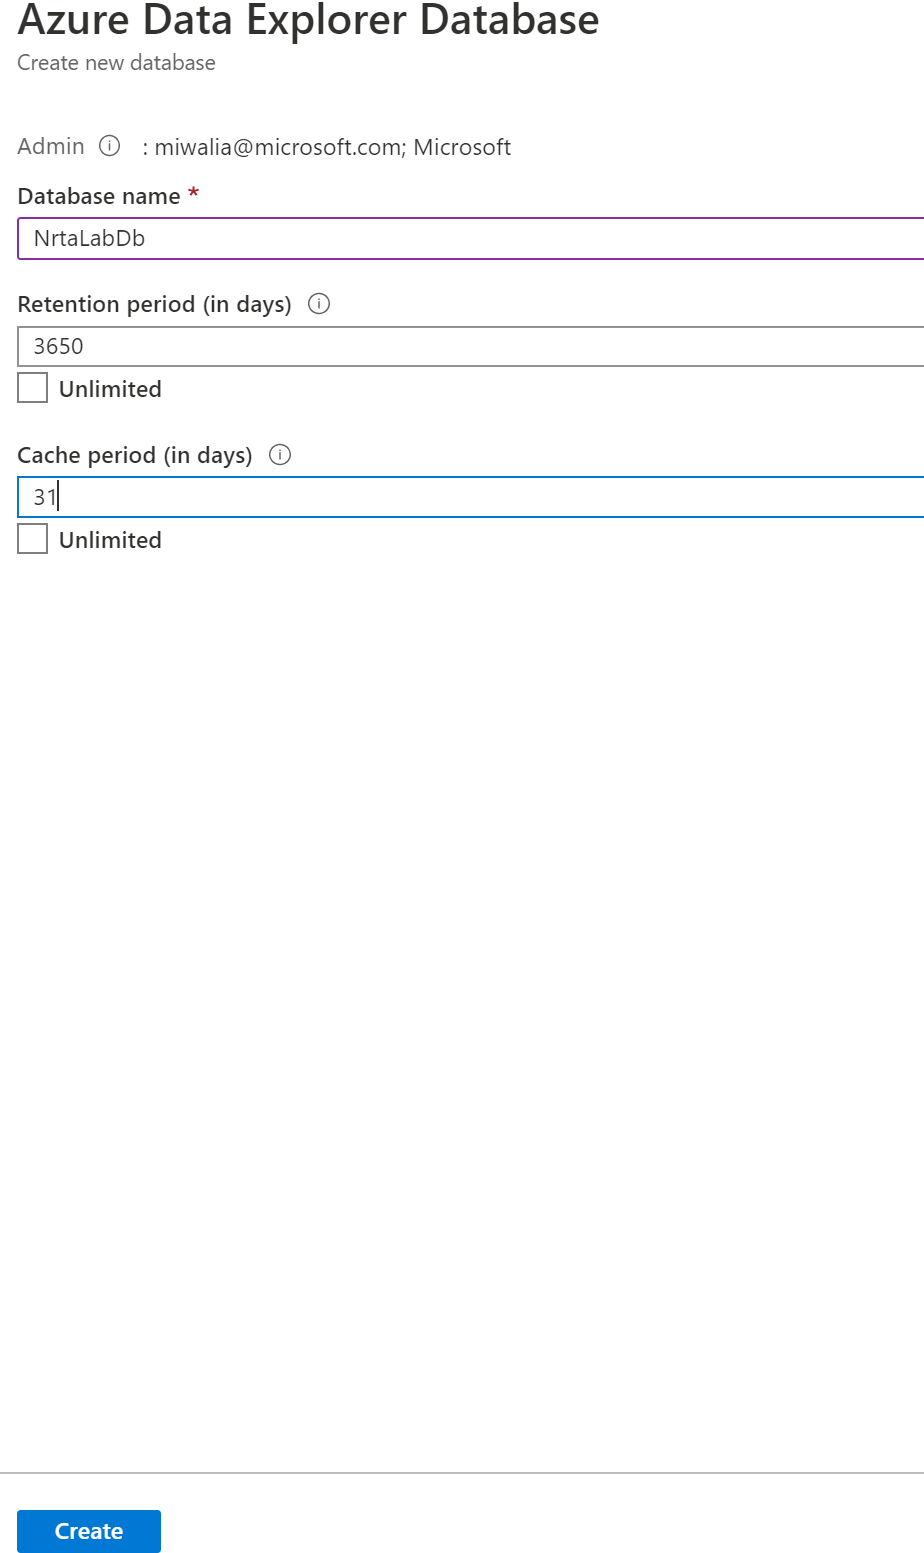 Azure Data Explorer Database
Create new database
Admin : miwalia@microsoft.com; Microsoft
Database name *
NrtaLabDb
Retention period (in days)
3650
Unlimited
Cache period (in days)
31
Unlimited
Create